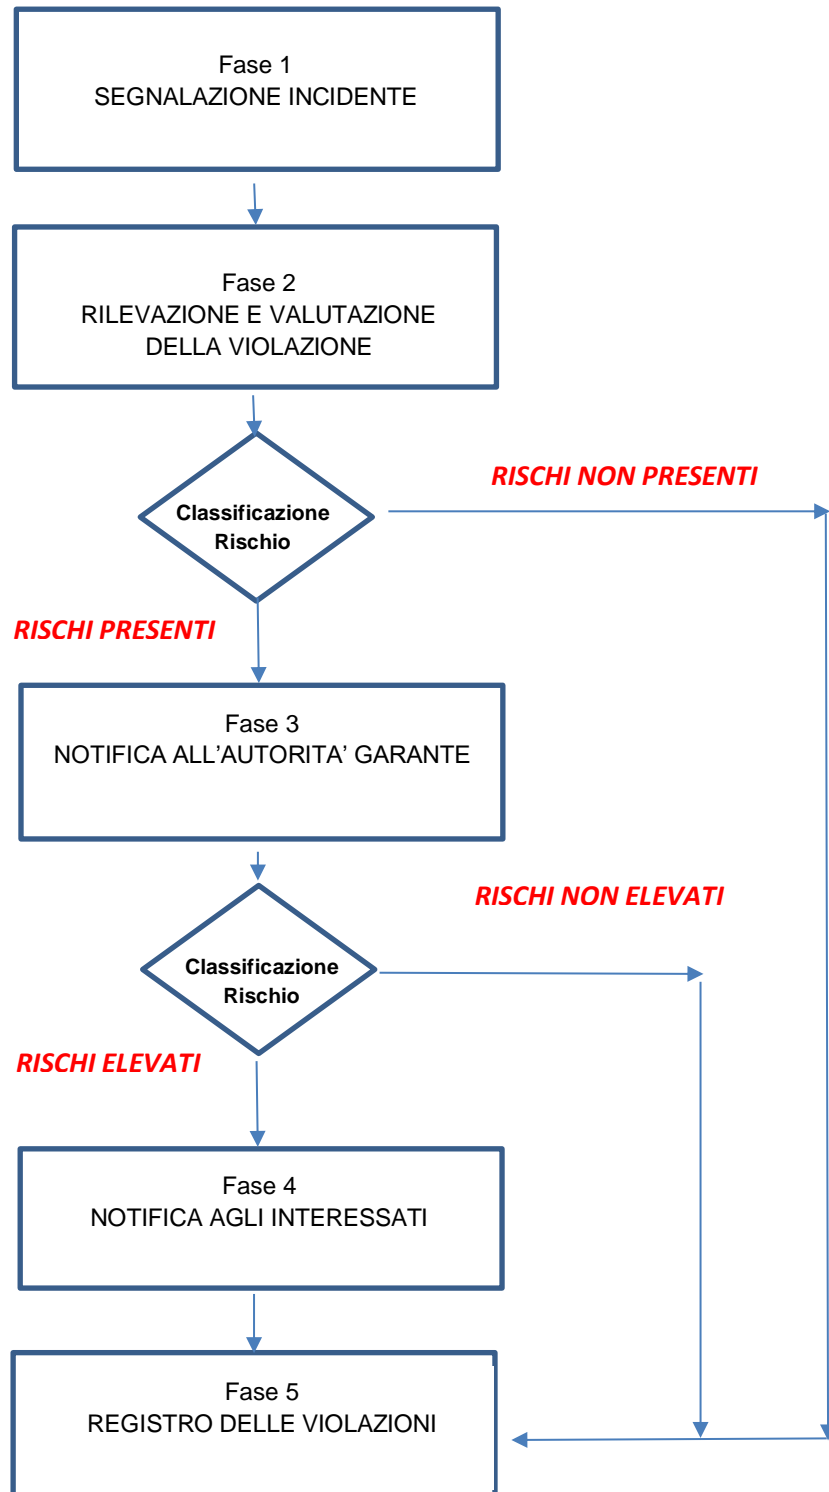 Fase 1
SEGNALAZIONE INCIDENTE
Fase 2
RILEVAZIONE E VALUTAZIONE
DELLA VIOLAZIONE
RISCHI NON PRESENTI
Classificazione
Rischio
RISCHI PRESENTI
Fase 3
NOTIFICA ALL’AUTORITA’ GARANTE
RISCHI NON ELEVATI
Classificazione
Rischio
RISCHI ELEVATI
Fase 4
NOTIFICA AGLI INTERESSATI
Fase 5
REGISTRO DELLE VIOLAZIONI